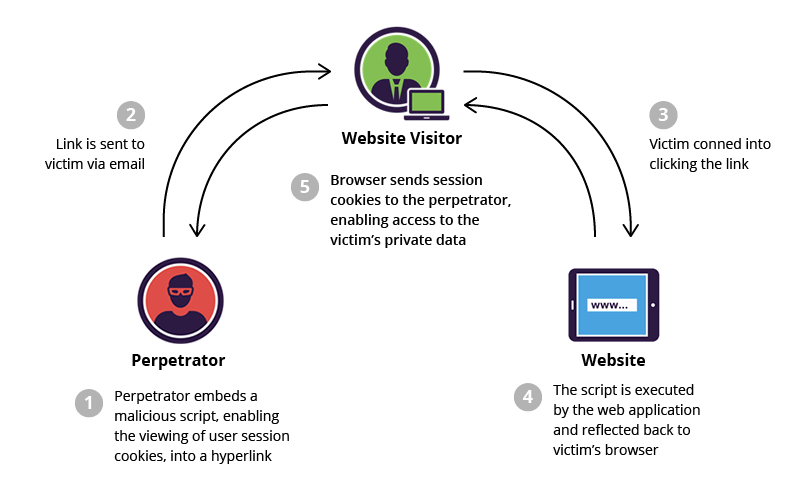 2
Link is sent to
victim via email
Website Visitor
3
Victim conned into
clicking the link
5
Browser sends session
cookies to the perpetrator,
enabling access to the
victim’s private data
www...
Perpetrator
Website
1
Perpetrator embeds a
malicious script, enabling
the viewing of user session
cookies, into a hyperlink
4
The script is executed
by the web application
and reflected back to
victim’s browser